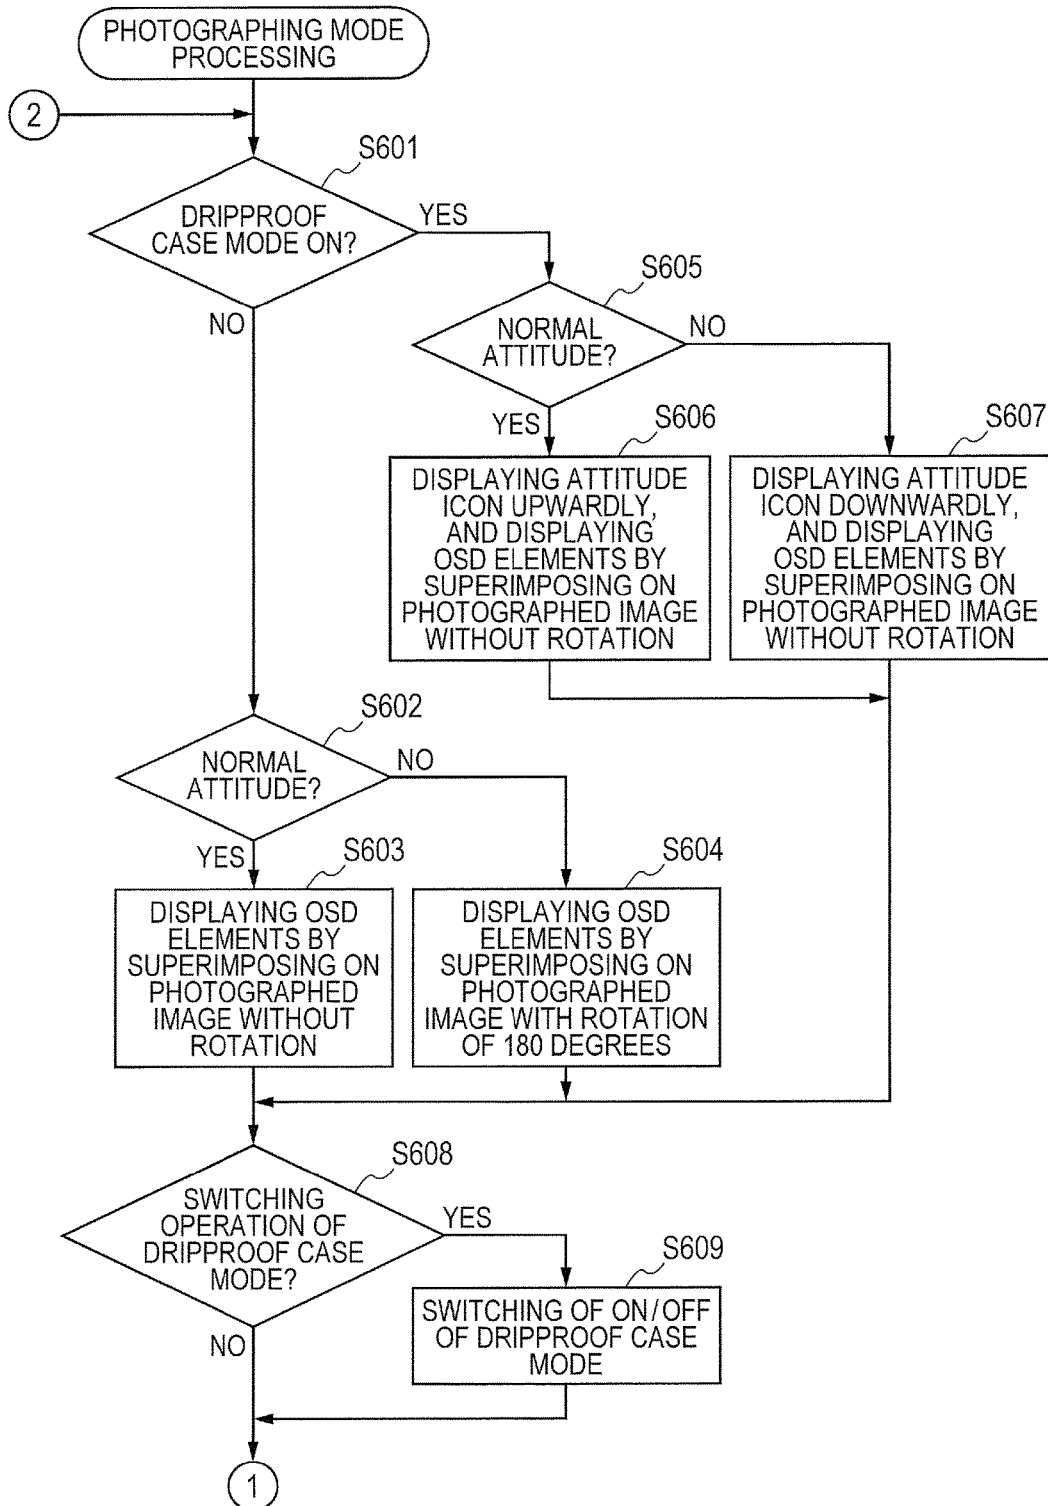 PHOTOGRAPHING MODE
PROCESSING
2
S601
DRIPPROOF
CASE MODE ON?
YES
NO
S605
NORMAL
ATTITUDE?
NO
YES
S606
DISPLAYING ATTITUDE
ICON UPWARDLY,
AND DISPLAYING
OSD ELEMENTS BY
SUPERIMPOSING ON
PHOTOGRAPHED IMAGE
WITHOUT ROTATION
S607
DISPLAYING ATTITUDE
ICON DOWNWARDLY,
AND DISPLAYING
OSD ELEMENTS BY
SUPERIMPOSING ON
PHOTOGRAPHED IMAGE
WITHOUT ROTATION
S602
NORMAL
ATTITUDE?
NO
YES
S603
DISPLAYING OSD
ELEMENTS BY
SUPERIMPOSING ON
PHOTOGRAPHED
IMAGE WITHOUT
ROTATION
S604
DISPLAYING OSD
ELEMENTS BY
SUPERIMPOSING ON
PHOTOGRAPHED
IMAGE WITH ROTATION
OF 180 DEGREES
S608
SWITCHING
OPERATION OF
DRIPPROOF CASE
MODE?
YES
NO
S609
SWITCHING OF ON/OFF
OF DRIPPROOF CASE
MODE
1